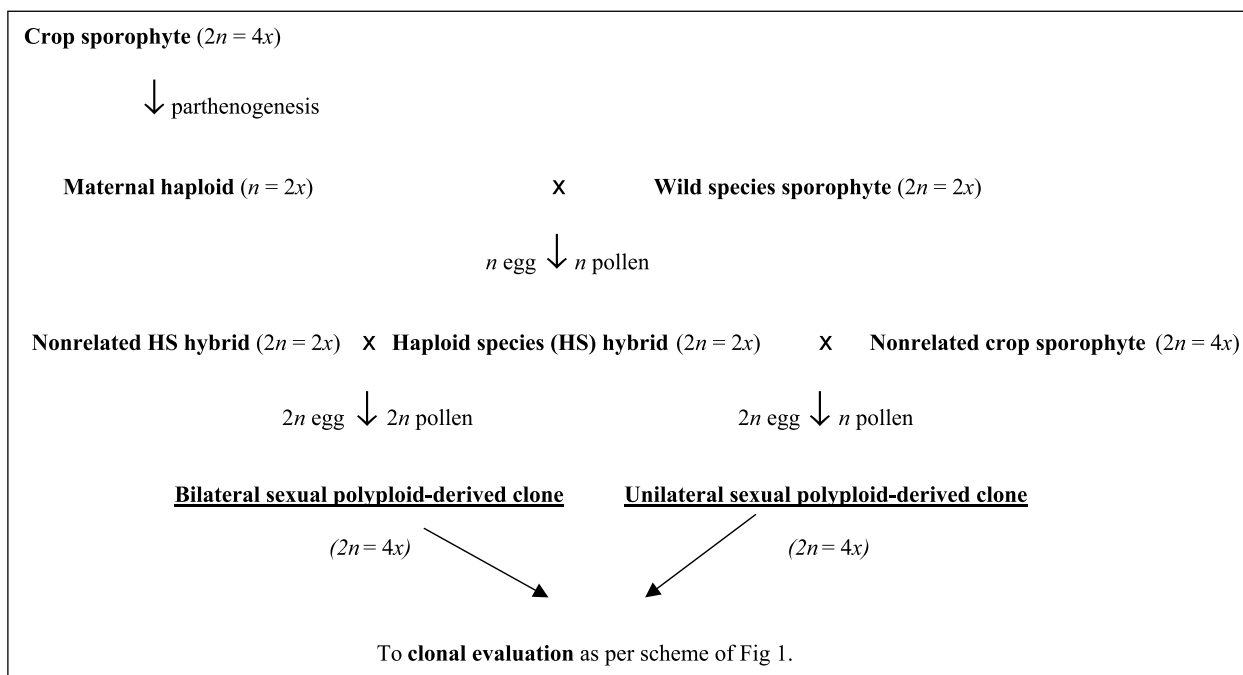 Crop sporophyte (2n = 4x)
parthenogenesis
Maternal haploid (n = 2x) x Wild species sporophyte (2n = 2x)
n egg n pollen
Nonrelated HS hybrid (2n = 2x) x Haploid species (HS) hybrid (2n = 2x) x Nonrelated crop sporophyte (2n = 4x)
2n egg 2n pollen 2n egg n pollen
Bilateral sexual polyploid-derived clone Unilateral sexual polyploid-derived clone
(2n = 4x) (2n = 4x)
To clonal evaluation as per scheme of Fig 1.